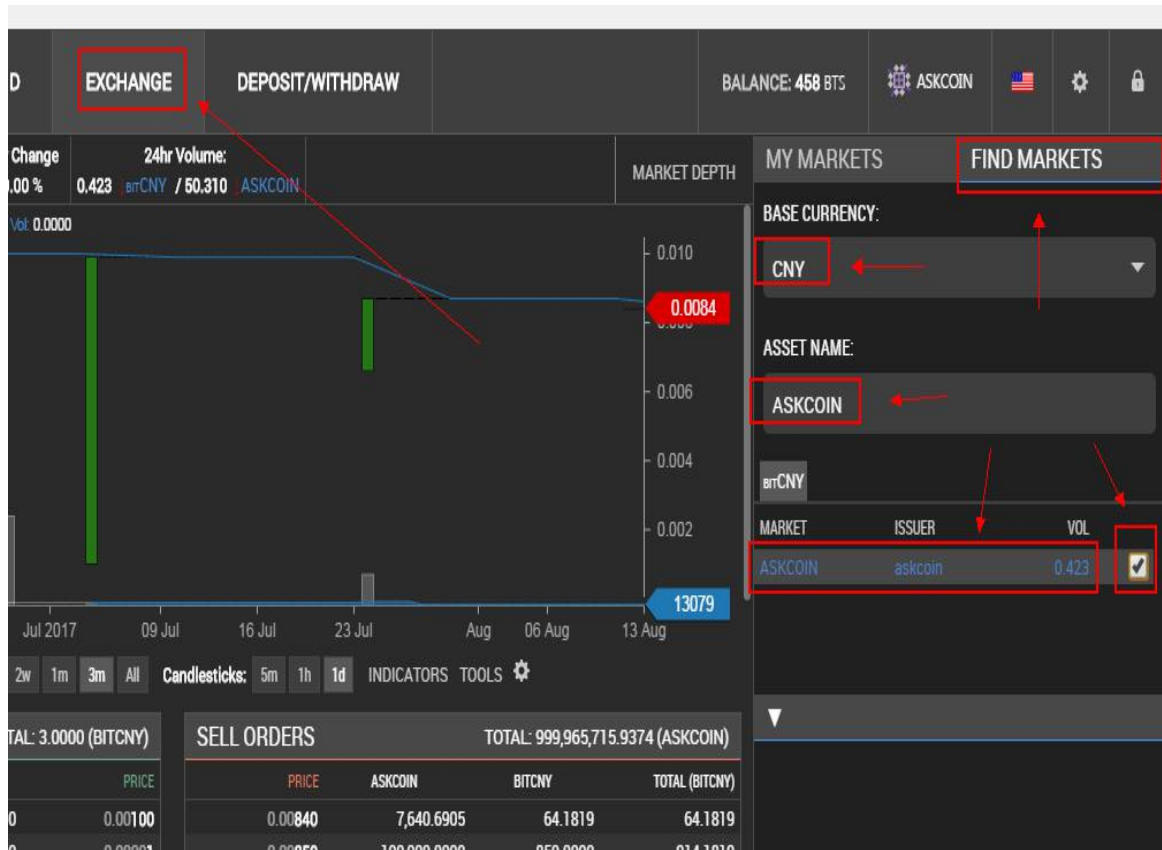 D EXCHANGE DEPOSIT/WITHDRAW BALANCE: 458 BTS ASKCOIN
Change 24hr Volume: MARKET DEPTH MY MARKETS FIND MARKETS
.00 % 0.423 BITCNY / 50.310 ASKCOIN
Vol: 0.0000
BASE CURRENCY:
CNY
ASSET NAME:
ASKCOIN
BITCNY
MARKET ISSUER VOL
ASKCOIN askcoin 0.423
0.010
0.0084
0.006
0.004
0.002
13079
Jul 2017 09 Jul 16 Jul 23 Jul Aug 06 Aug 13 Aug
2w 1m 3m All Candlesticks: 5m 1h 1d INDICATORS TOOLS
TAL: 3.0000 (BITCNY) SELL ORDERS TOTAL: 999,965,715.9374 (ASKCOIN)
PRICE PRICE ASKCOIN BITCNY TOTAL (BITCNY)
0 0.00100 0.00840 7,640.6905 64.1819 64.1819